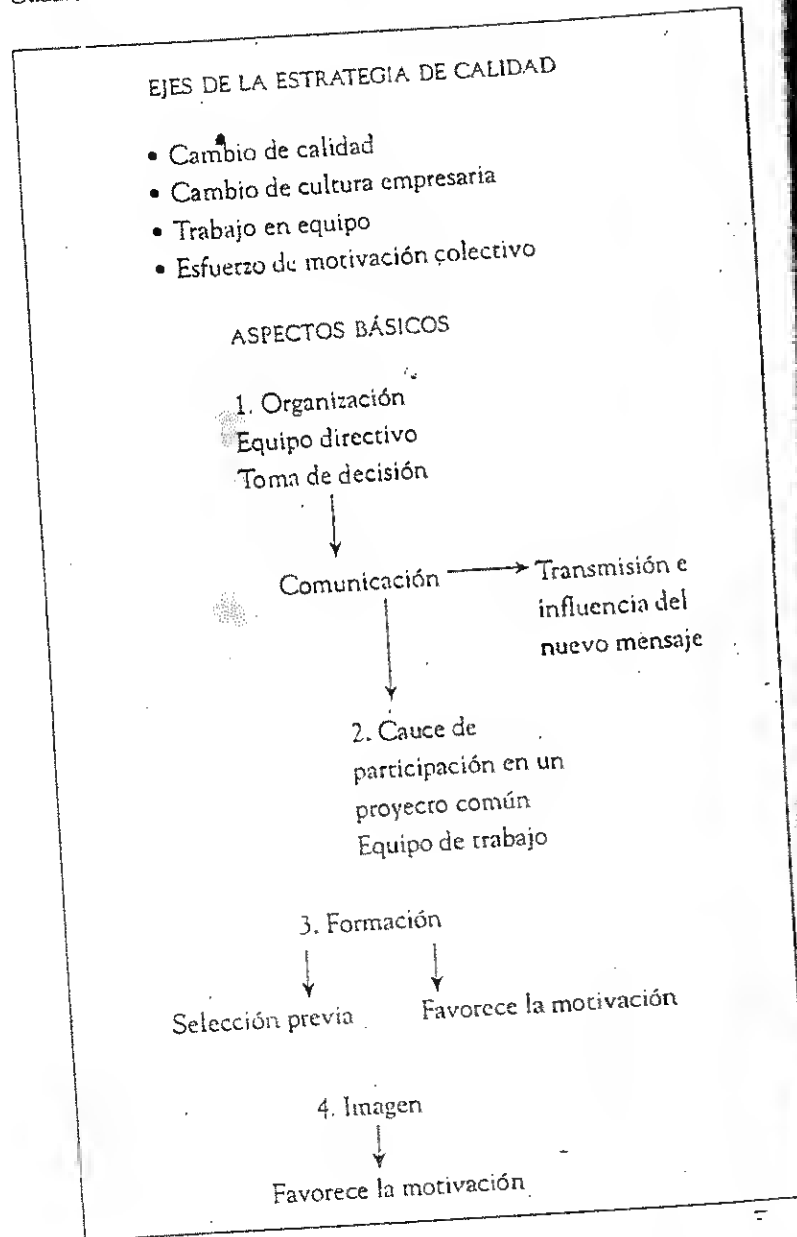 EJES DE LA ESTRATEGIA DE CALIDAD
• Cambio de calidad
• Cambio de cultura empresaria
• Trabajo en equipo
• Esfuerzo de motivación colectivo
ASPECTOS BÁSICOS
1. Organización
Equipo directivo
Toma de decisión
Comunicación
Transmisión e
influencia del
nuevo mensaje
2. Cauce de
participación en un
proyecto común
Equipo de trabajo
3. Formación
Selección previa
Favorece la motivación
4. Imagen
Favorece la motivación